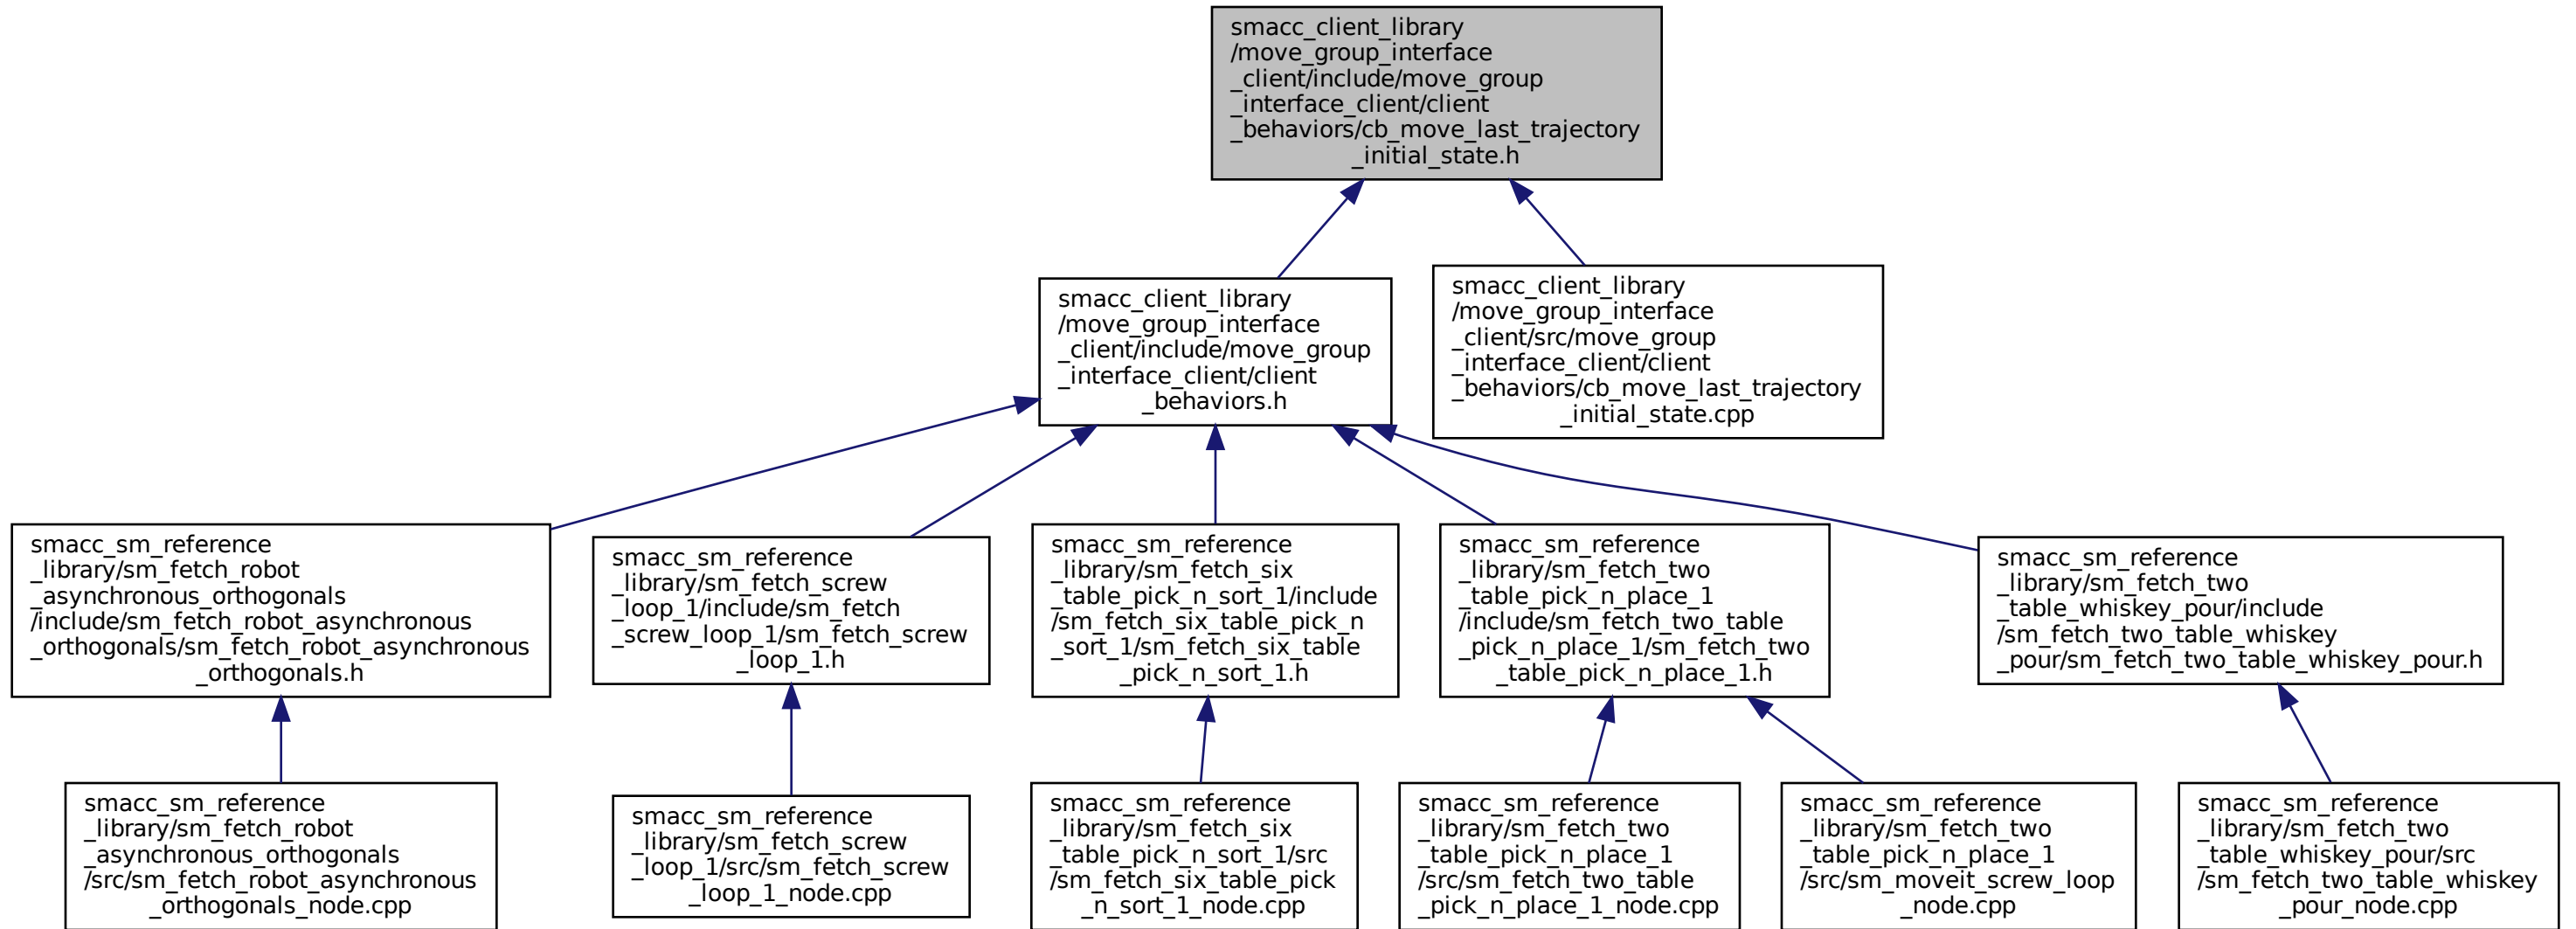 smacc_client_library
/move_group_interface
_client/include/move_group
_interface_client/client
_behaviors/cb_move_last_trajectory
_initial_state.h
smacc_client_library
/move_group_interface
_client/include/move_group
_interface_client/client
_behaviors.h
smacc_client_library
/move_group_interface
_client/src/move_group
_interface_client/client
_behaviors/cb_move_last_trajectory
_initial_state.cpp
smacc_sm_reference
_library/sm_fetch_robot
_asynchronous_orthogonals
/include/sm_fetch_robot_asynchronous
_orthogonals/sm_fetch_robot_asynchronous
_orthogonals.h
smacc_sm_reference
_library/sm_fetch_screw
_loop_1/include/sm_fetch
_screw_loop_1/sm_fetch_screw
_loop_1.h
smacc_sm_reference
_library/sm_fetch_six
_table_pick_n_sort_1/include
/sm_fetch_six_table_pick_n
_sort_1/sm_fetch_six_table
_pick_n_sort_1.h
smacc_sm_reference
_library/sm_fetch_two
_table_pick_n_place_1
/include/sm_fetch_two_table
_pick_n_place_1/sm_fetch_two
_table_pick_n_place_1.h
smacc_sm_reference
_library/sm_fetch_two
_table_whiskey_pour/include
/sm_fetch_two_table_whiskey
_pour/sm_fetch_two_table_whiskey_pour.h
smacc_sm_reference
_library/sm_fetch_robot
_asynchronous_orthogonals
/src/sm_fetch_robot_asynchronous
_orthogonals_node.cpp
smacc_sm_reference
_library/sm_fetch_screw
_loop_1/src/sm_fetch_screw
_loop_1_node.cpp
smacc_sm_reference
_library/sm_fetch_six
_table_pick_n_sort_1/src
/sm_fetch_six_table_pick
_n_sort_1_node.cpp
smacc_sm_reference
_library/sm_fetch_two
_table_pick_n_place_1
/src/sm_fetch_two_table
_pick_n_place_1_node.cpp
smacc_sm_reference
_library/sm_fetch_two
_table_pick_n_place_1
/src/sm_moveit_screw_loop
_node.cpp
smacc_sm_reference
_library/sm_fetch_two
_table_whiskey_pour/src
/sm_fetch_two_table_whiskey
_pour_node.cpp